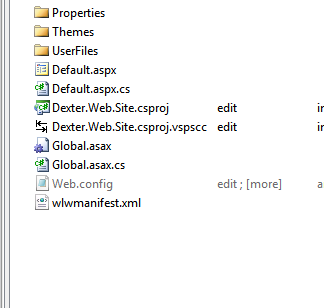 Properties
Themes
UserFiles
Default.aspx
Default.aspx.cs
Dexter.Web.Site.csproj edit
Dexter.Web.Site.csproj.vspscc edit
Global.asax
Global.asax.cs
Web.config edit ; [more]
wlwmanifest.xml